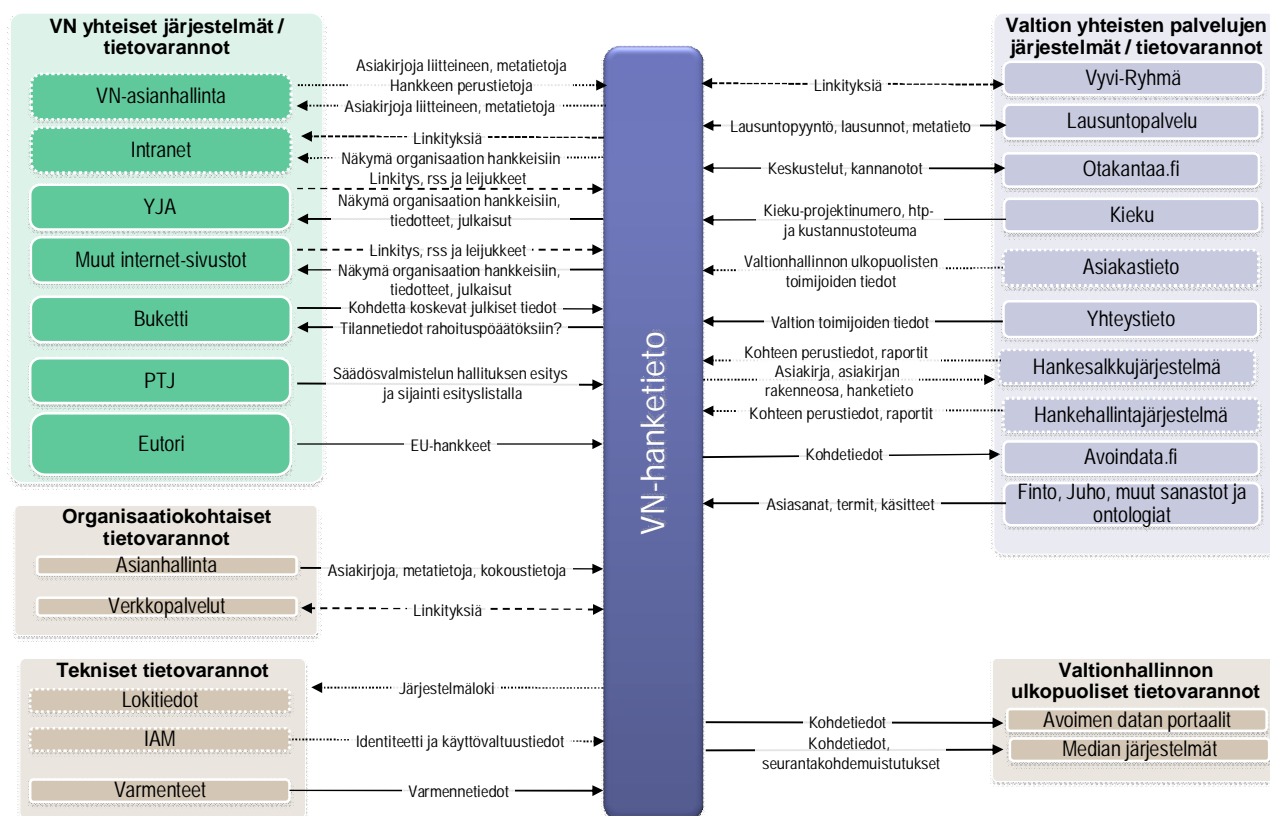 VN yhteiset järjestelmät /
tietovarannot
VN-asianhallinta
Asiakirjoja liitteineen, metatietoja
Hankkeen perustietoja
Asiakirjoja liitteineen, metatietoja
Intranet
Linkityksiä
Näkymä organisaation hankkeisiin
YJA
Linkitys, rss ja leijukkeet
Näkymä organisaation hankkeisiin,
tiedotteet, julkaisut
Muut internet-sivustot
Linkitys, rss ja leijukkeet
Näkymä organisaation hankkeisiin,
tiedotteet, julkaisut
Buketti
Kohdetta koskevat julkiset tiedot
Tilannetiedot rahoituspöätöksiin?
PTJ
Säädösvalmistelun hallituksen esitys
ja sijainti esityslistalla
Eutori
EU-hankkeet
Organisaatiokohtaiset
tietovarannot
Asianhallinta
Asiakirjoja, metatietoja, kokoustietoja
Verkkopalvelut
Linkityksiä
Tekniset tietovarannot
Lokitiedot
Järjestelmäloki
IAM
Identiteetti ja käyttövaltuustiedot
Varmenteet
Varmennetiedot
VN-hanketieto
Valtion yhteisten palvelujen
järjestelmät / tietovarannot
Linkityksiä
Vyvi-Ryhmä
Lausuntopyyntö, lausunnot, metatieto
Lausuntopalvelu
Keskustelut, kannanotot
Otakantaa.fi
Kieku-projektinumero, htp-
ja kustannustoteuma
Kieku
Valtionhallinnon ulkopuolisten
toimijoiden tiedot
Asiakastieto
Valtion toimijoiden tiedot
Yhteystieto
Kohteen perustiedot, raportit
Asiakirja, asiakirjan
rakenneosa, hanketieto
Hankesalkkujärjestelmä
Kohteen perustiedot, raportit
Hankehallintajärjestelmä
Kohdetiedot
Avoindata.fi
Asiasanat, termit, käsitteet
Finto, Juho, muut sanastot ja
ontologiat
Valtionhallinnon
ulkopuoliset tietovarannot
Kohdetiedot
Avoimen datan portaalit
Kohdetiedot,
seurantakohdemuistutukset
Median järjestelmät